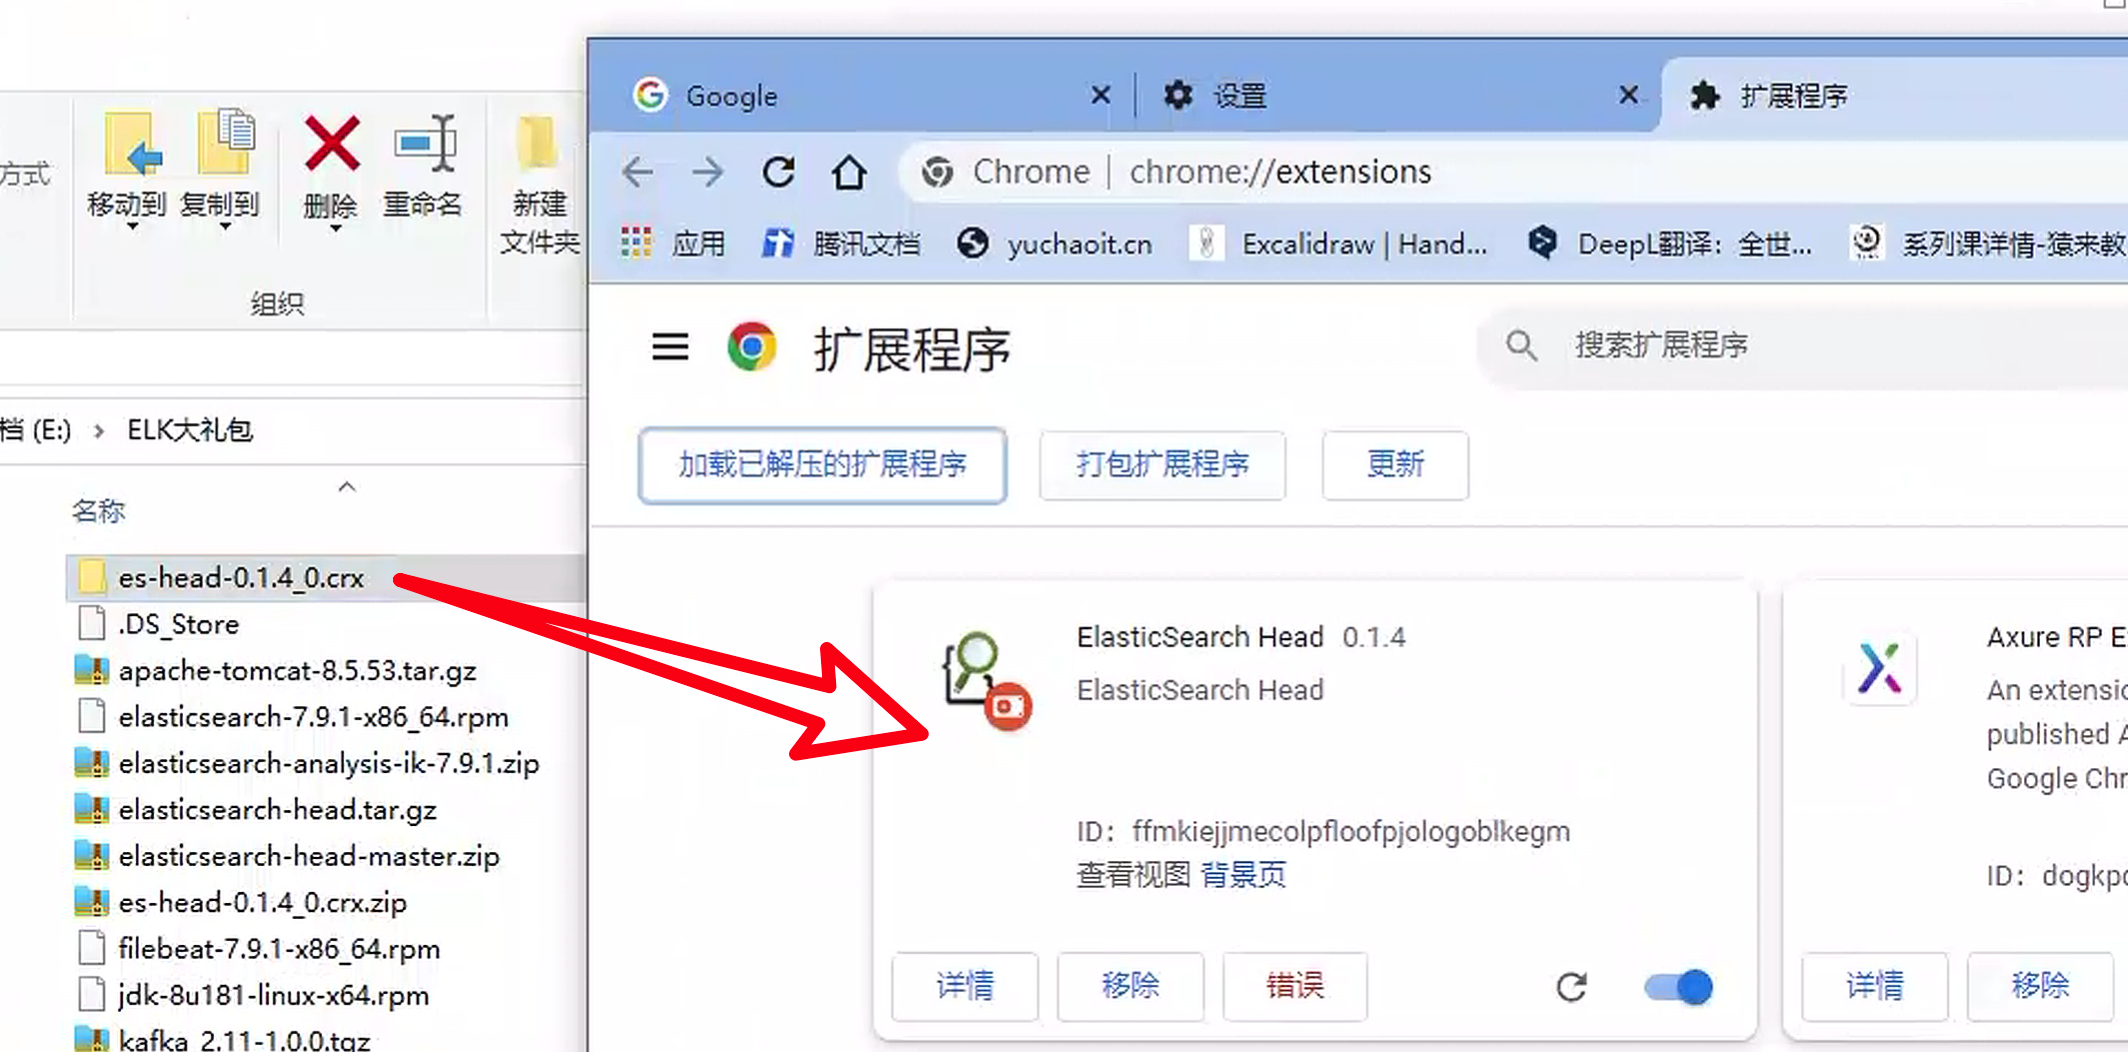 方式
移动到
复制到
删除
重命名
新建
文件夹
组织
档 (E:) > ELK大礼包
名称
es-head-0.1.4_0.crx
.DS_Store
apache-tomcat-8.5.53.tar.gz
elasticsearch-7.9.1-x86_64.rpm
elasticsearch-analysis-ik-7.9.1.zip
elasticsearch-head.tar.gz
elasticsearch-head-master.zip
es-head-0.1.4_0.crx.zip
filebeat-7.9.1-x86_64.rpm
jdk-8u181-linux-x64.rpm
kafka_2.11-1.0.0.tgz
Google
设置
扩展程序
Chrome | chrome://extensions
应用
腾讯文档
yuchaoit.cn
Excalidraw | Hand...
DeepL翻译：全世...
系列课详情-猿来教
扩展程序
搜索扩展程序
加载已解压的扩展程序
打包扩展程序
更新
ElasticSearch Head 0.1.4
ElasticSearch Head
ID：ffmkiejjmecolpfloofpjologoblkegm
查看视图 背景页
详情
移除
错误
Axure RP E
An extensio
published A
Google Chr
ID：dogkpc
详情
移除